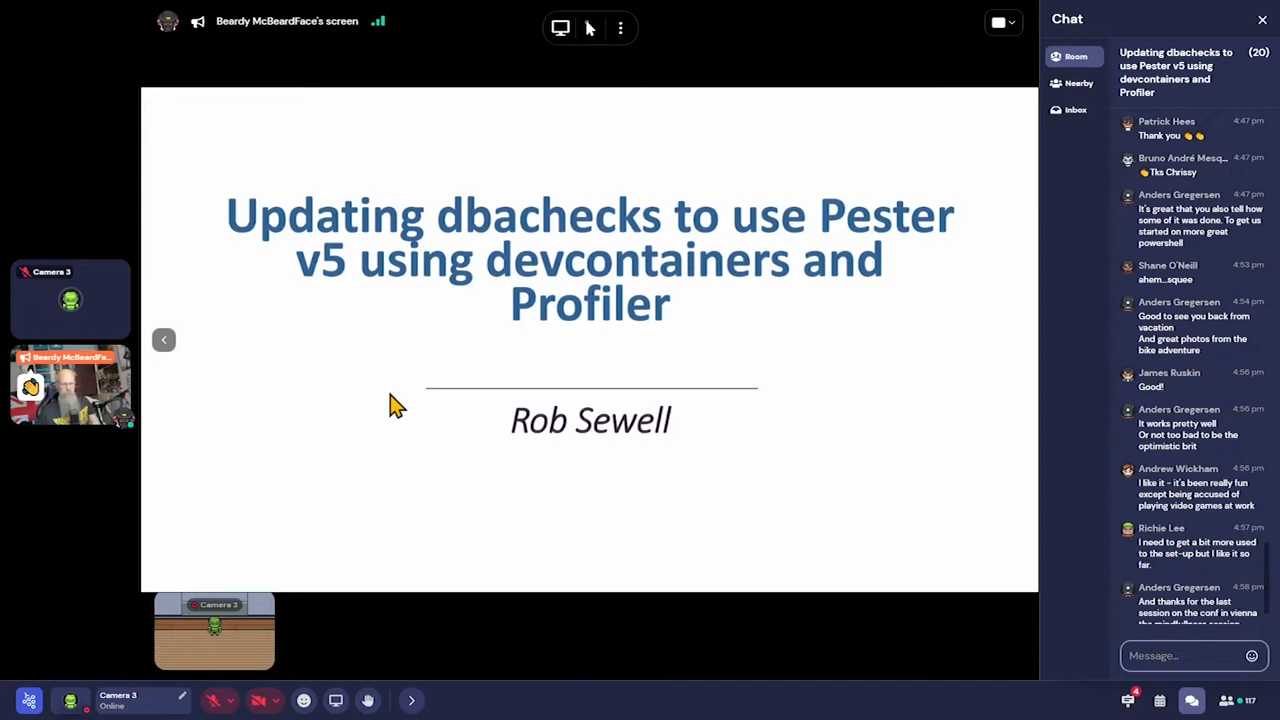 Beardy McBeardFace's screen
Updating dbachecks to use Pester
v5 using devcontainers and
Profiler
Rob Sewell
Camera 3
Beardy McBeardFa...
Camera 3
Chat
Room
Nearby
Inbox
Updating dbachecks to
use Pester v5 using
devcontainers and
Profiler
(20)
Patrick Hees 4:47 pm
Thank you 👏 👏
Bruno André Mesq... 4:47 pm
👏Tks Chrissy
Anders Gregersen 4:47 pm
It's great that you also tell how
some of it was done. To get us
started on more great
powershell
Shane O`Neill 4:53 pm
ahem...squee
Anders Gregersen 4:54 pm
Good to see you back from
vacation
And great photos from the
bike adventure
James Ruskin 4:56 pm
Good!
Anders Gregersen 4:56 pm
It works pretty well
Or not too bad to be the
optimistic brit
Andrew Wickham 4:56 pm
I like it - it's been really fun
except being accused of
playing video games at work
Richie Lee 4:57 pm
I need to get a bit more used
to the set-up but I like it so
far.
Anders Gregersen 4:58 pm
And thanks for the last
session on the conf in vienna
the mindfullness session
Message...
Camera 3
Online
4
117